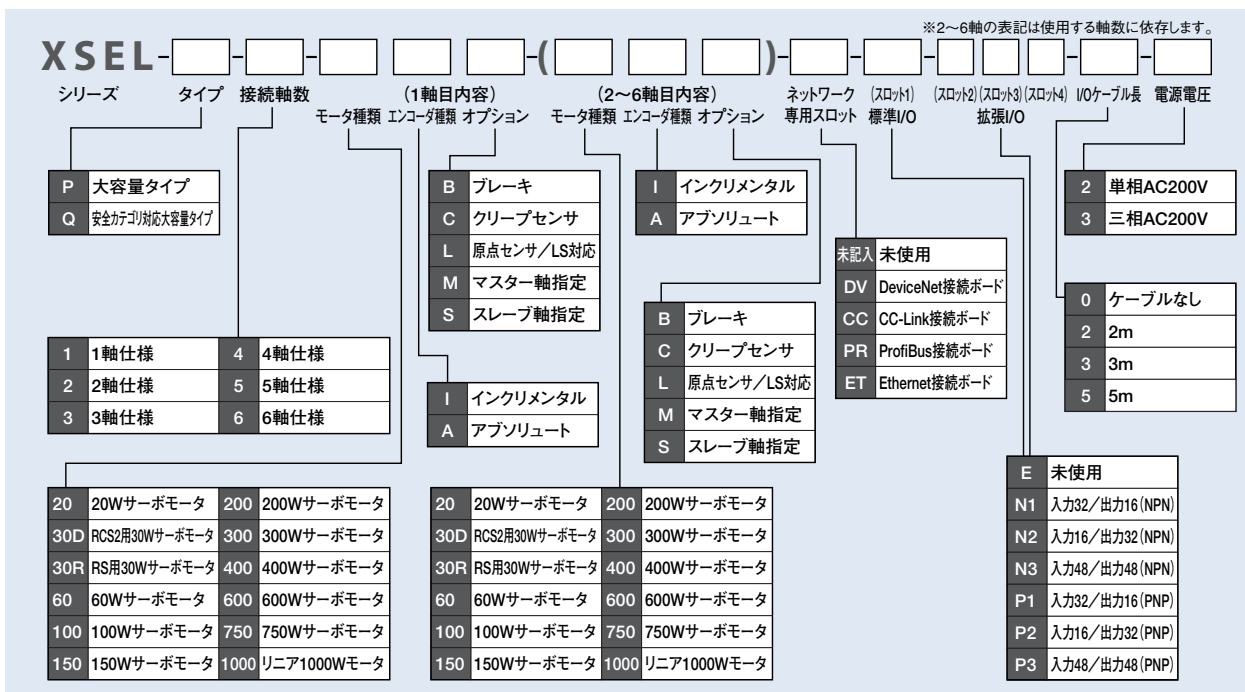 ※2〜6軸の表記は使用する軸数に依存します。
XSEL-□-□-□□□-(□□□)-□-□-□□□-□-□
シリーズ タイプ 接続軸数 (1軸目内容) (2〜6軸目内容) ネットワーク (スロット1) (スロット2)(スロット3)(スロット4) I/Oケーブル長 電源電圧
モータ種類 エンコーダ種類 オプション モータ種類 エンコーダ種類 オプション 専用スロット 標準I/O 拡張I/O
P 大容量タイプ
Q 安全カテゴリ対応大容量タイプ
1 1軸仕様 4 4軸仕様
2 2軸仕様 5 5軸仕様
3 3軸仕様 6 6軸仕様
20 20Wサーボモータ 200 200Wサーボモータ
30D RCS2用30Wサーボモータ 300 300Wサーボモータ
30R RS用30Wサーボモータ 400 400Wサーボモータ
60 60Wサーボモータ 600 600Wサーボモータ
100 100Wサーボモータ 750 750Wサーボモータ
150 150Wサーボモータ 1000 リニア1000Wモータ
B ブレーキ
C クリープセンサ
L 原点センサ/LS対応
M マスター軸指定
S スレーブ軸指定
I インクリメンタル
A アブソリュート
20 20Wサーボモータ 200 200Wサーボモータ
30D RCS2用30Wサーボモータ 300 300Wサーボモータ
30R RS用30Wサーボモータ 400 400Wサーボモータ
60 60Wサーボモータ 600 600Wサーボモータ
100 100Wサーボモータ 750 750Wサーボモータ
150 150Wサーボモータ 1000 リニア1000Wモータ
I インクリメンタル
A アブソリュート
B ブレーキ
C クリープセンサ
L 原点センサ/LS対応
M マスター軸指定
S スレーブ軸指定
未記入 未使用
DV DeviceNet接続ボード
CC CC-Link接続ボード
PR ProfiBus接続ボード
ET Ethernet接続ボード
E 未使用
N1 入力32/出力16(NPN)
N2 入力16/出力32(NPN)
N3 入力48/出力48(NPN)
P1 入力32/出力16(PNP)
P2 入力16/出力32(PNP)
P3 入力48/出力48(PNP)
0 ケーブルなし
2 2m
3 3m
5 5m
2 単相AC200V
3 三相AC200V